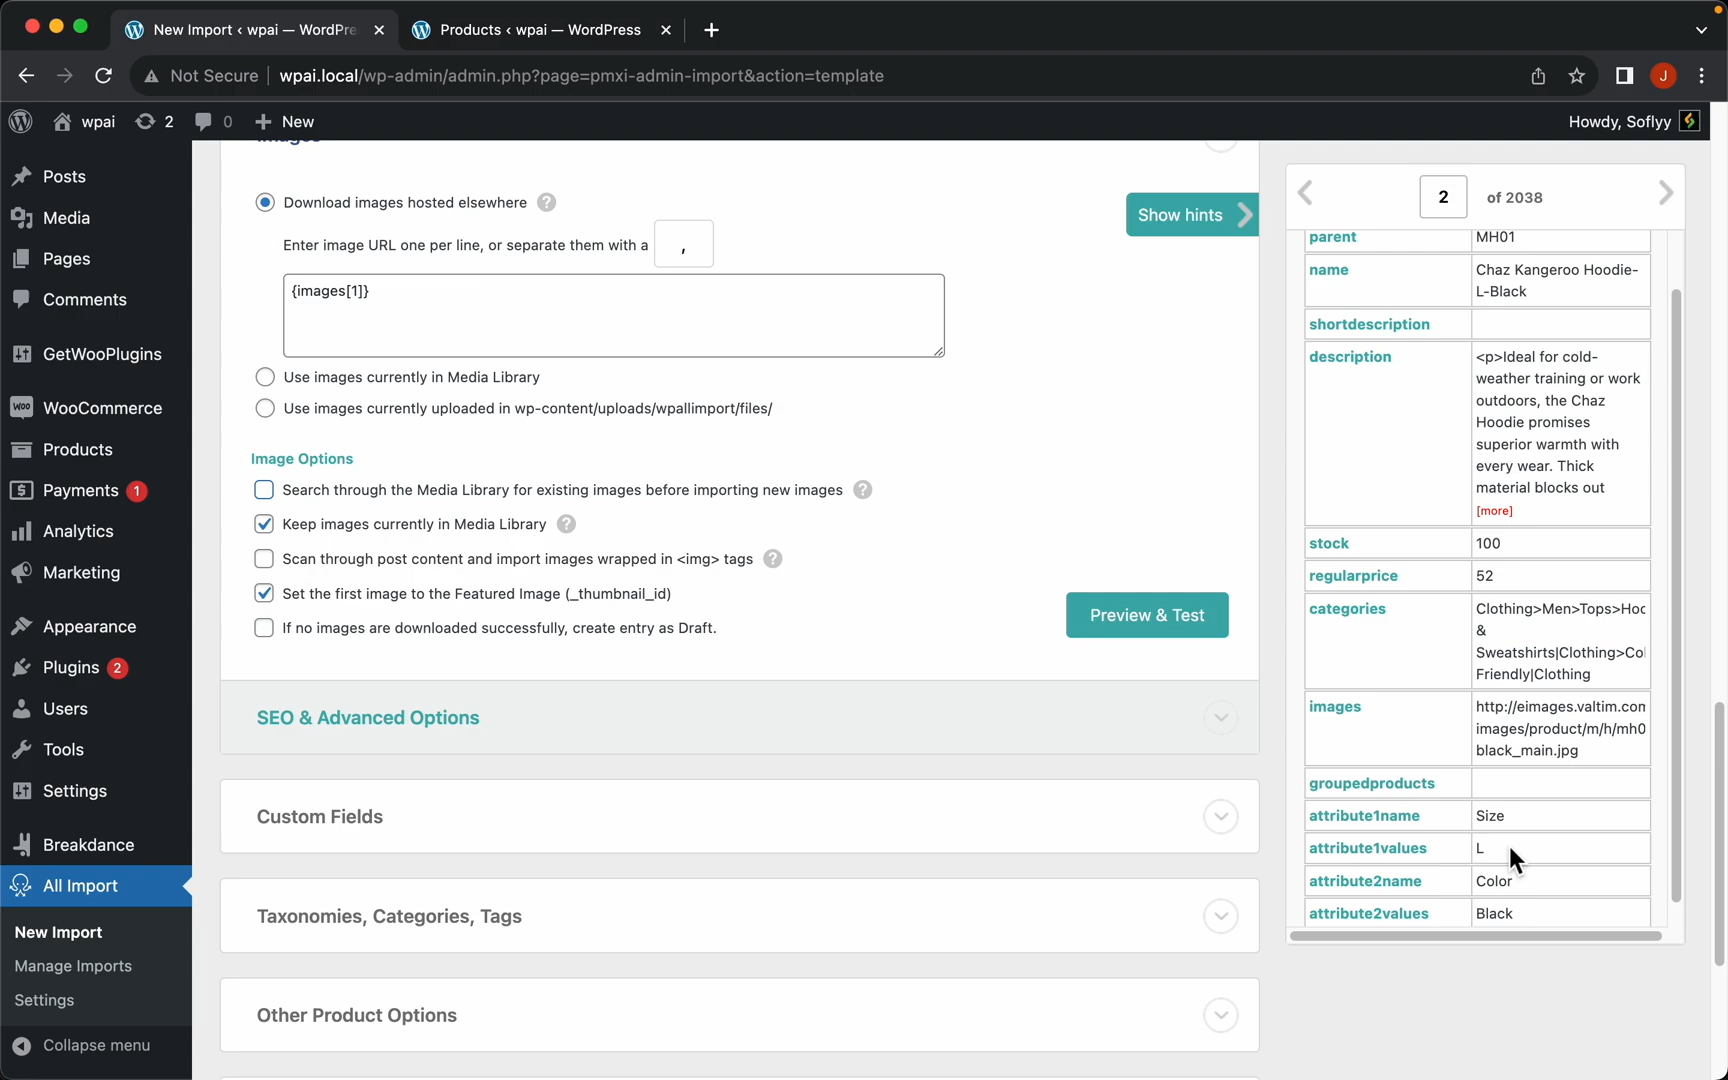 New Import ‹ wpai — WordPre
Products ‹ wpai — WordPress
Not Secure
wpai.local/wp-admin/admin.php?page=pmxi-admin-import&action=template
J
wpai
2
0
New
Howdy, Soflyy
Posts
Media
Pages
Comments
GetWooPlugins
WooCommerce
Products
Payments 1
Analytics
Marketing
Appearance
Plugins 2
Users
Tools
Settings
Breakdance
All Import
New Import
Manage Imports
Settings
Collapse menu
Images
Download images hosted elsewhere ?
Show hints
Enter image URL one per line, or separate them with a ,
{images[1]}
Use images currently in Media Library
Use images currently uploaded in wp-content/uploads/wpallimport/files/
Image Options
Search through the Media Library for existing images before importing new images ?
Keep images currently in Media Library ?
Scan through post content and import images wrapped in <img> tags ?
Set the first image to the Featured Image (_thumbnail_id)
If no images are downloaded successfully, create entry as Draft.
Preview & Test
SEO & Advanced Options
Custom Fields
Taxonomies, Categories, Tags
Other Product Options
2 of 2038
parent MH01
name Chaz Kangeroo Hoodie-
L-Black
shortdescription
description <p>Ideal for cold-
weather training or work
outdoors, the Chaz
Hoodie promises
superior warmth with
every wear. Thick
material blocks out
[more]
stock 100
regularprice 52
categories Clothing>Men>Tops>Hoo
&
Sweatshirts|Clothing>Col
Friendly|Clothing
images http://eimages.valtim.com
images/product/m/h/mh0
black_main.jpg
groupedproducts
attribute1name Size
attribute1values L
attribute2name Color
attribute2values Black